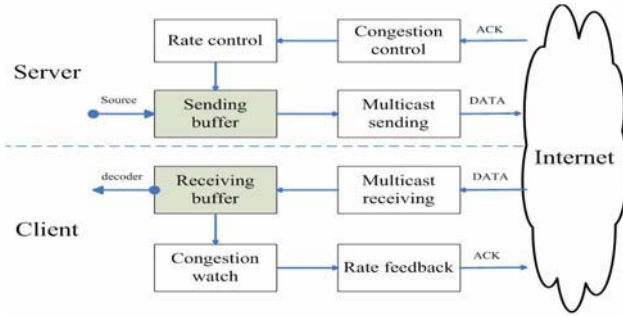 Rate control
Congestion
control
ACK
Server
Source
Sending
buffer
Multicast
sending
DATA
Internet
decoder
Receiving
buffer
Multicast
receiving
DATA
Client
Congestion
watch
Rate feedback
ACK